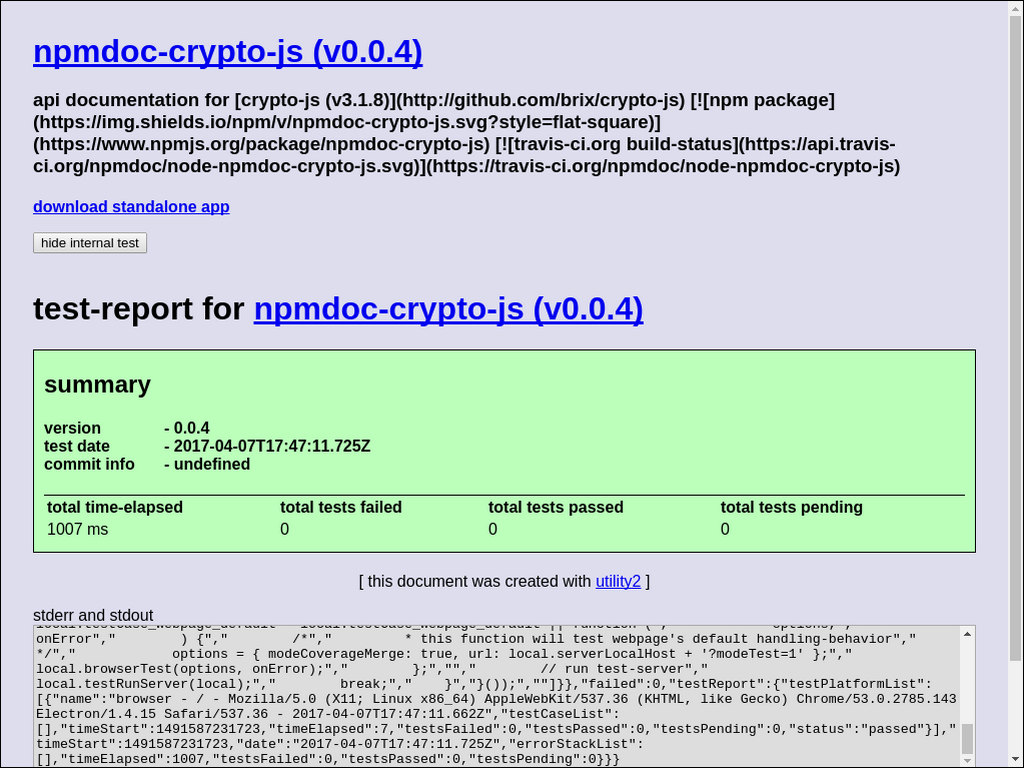 npmdoc-crypto-js (v0.0.4)
api documentation for [crypto-js (v3.1.8)](http://github.com/brix/crypto-js) [![npm package]
(https://img.shields.io/npm/v/npmdoc-crypto-js.svg?style=flat-square)]
(https://www.npmjs.org/package/npmdoc-crypto-js) [![travis-ci.org build-status](https://api.travis-
ci.org/npmdoc/node-npmdoc-crypto-js.svg)](https://travis-ci.org/npmdoc/node-npmdoc-crypto-js)
download standalone app
hide internal test
test-report for npmdoc-crypto-js (v0.0.4)
summary
version - 0.0.4
test date - 2017-04-07T17:47:11.725Z
commit info - undefined
total time-elapsed total tests failed total tests passed total tests pending
1007 ms 0 0 0
[ this document was created with utility2 ]
stderr and stdout
local.testCase_webpage_default = local.testCase_webpage_default || function (","            options,","
onError","        ) {","        /*","         * this function will test webpage's default handling-behavior","
*/","            options = { modeCoverageMerge: true, url: local.serverLocalHost + '?modeTest=1' };","
local.browserTest(options, onError);","        };","","        // run test-server","
local.testRunServer(local);","        break;","    }","}());",""]}},"failed":0,"testReport":{"testPlatformList":
[{"name":"browser - / - Mozilla/5.0 (X11; Linux x86_64) AppleWebKit/537.36 (KHTML, like Gecko) Chrome/53.0.2785.143
Electron/1.4.15 Safari/537.36 - 2017-04-07T17:47:11.662Z","testCaseList":
[],"timeStart":1491587231723,"timeElapsed":7,"testsFailed":0,"testsPassed":0,"testsPending":0,"status":"passed"}],"
timeStart":1491587231723,"date":"2017-04-07T17:47:11.725Z","errorStackList":
[],"timeElapsed":1007,"testsFailed":0,"testsPassed":0,"testsPending":0}}}